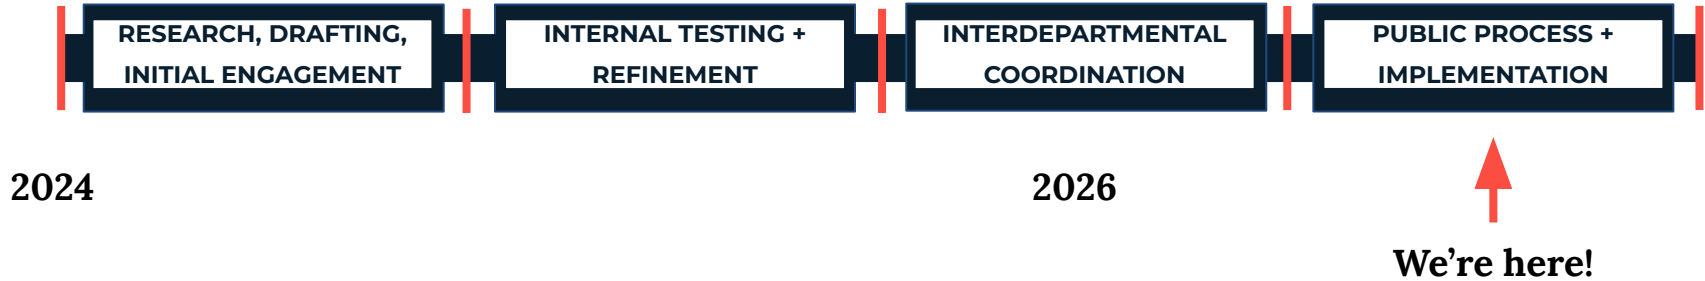 RESEARCH, DRAFTING,
INITIAL ENGAGEMENT
INTERNAL TESTING +
REFINEMENT
INTERDEPARTMENTAL
COORDINATION
PUBLIC PROCESS +
IMPLEMENTATION
2024
2026
We’re here!